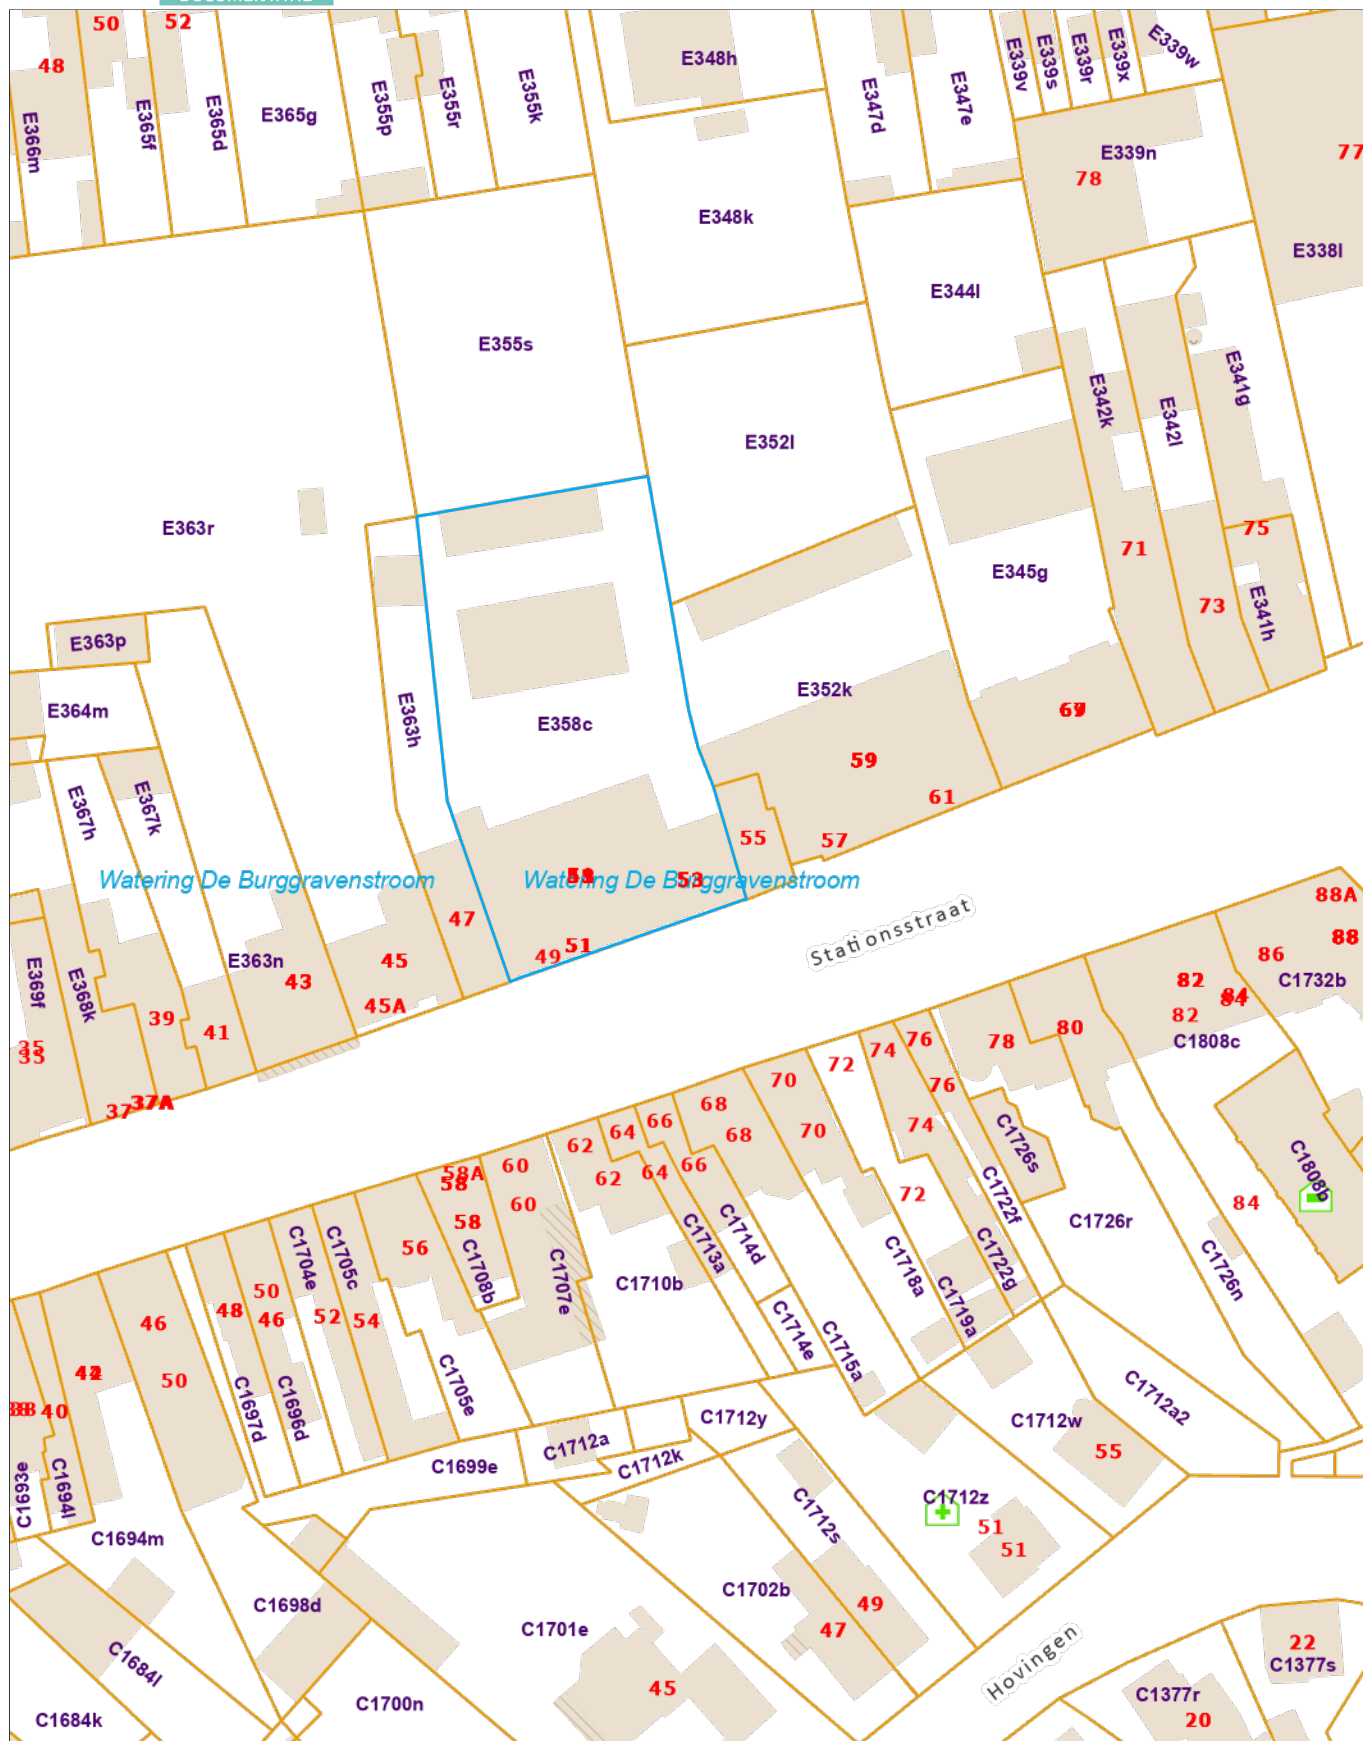 50
52
48
E348h
E339v
E339s
E339r
E339x
E339w
E366m
E365f
E365d
E365g
E355p
E355r
E355k
E347d
E347e
E339n
77
78
E348k
E338l
E344l
E355s
E342k
E342l
E341g
E352l
E363r
75
71
E345g
73
E341h
E363p
E352k
E364m
E363h
E358c
67
59
61
E367h
E367k
55
57
Watering De Burggravenstroom
Watering De Burggravenstroom
53
88A
47
Stationsstraat
88
51
49
86
E369f
E368k
E363n
45
43
82
84
C1732b
45A
39
41
82
78
80
C1808c
35
33
76
74
72
70
76
37
37A
68
66
64
62
74
68
70
C1726s
58A
58
60
66
64
62
C1808b
60
72
84
C1722f
58
C1726r
C1704e
C1705c
56
C1708b
C1707e
C1713a
C1714d
C1718a
C1722g
C1726n
C1710b
50
48
46
52
54
46
C1719a
C1714e
C1715a
42
50
C1705e
C1712a2
38
40
C1697d
C1696d
C1712y
C1712w
C1712a
55
C1699e
C1712k
C1693e
C1694l
C1712z
C1712s
51
C1694m
51
C1702b
C1698d
49
C1701e
47
Hovingen
22
C1684l
C1377s
45
C1377r
C1700n
C1684k
20